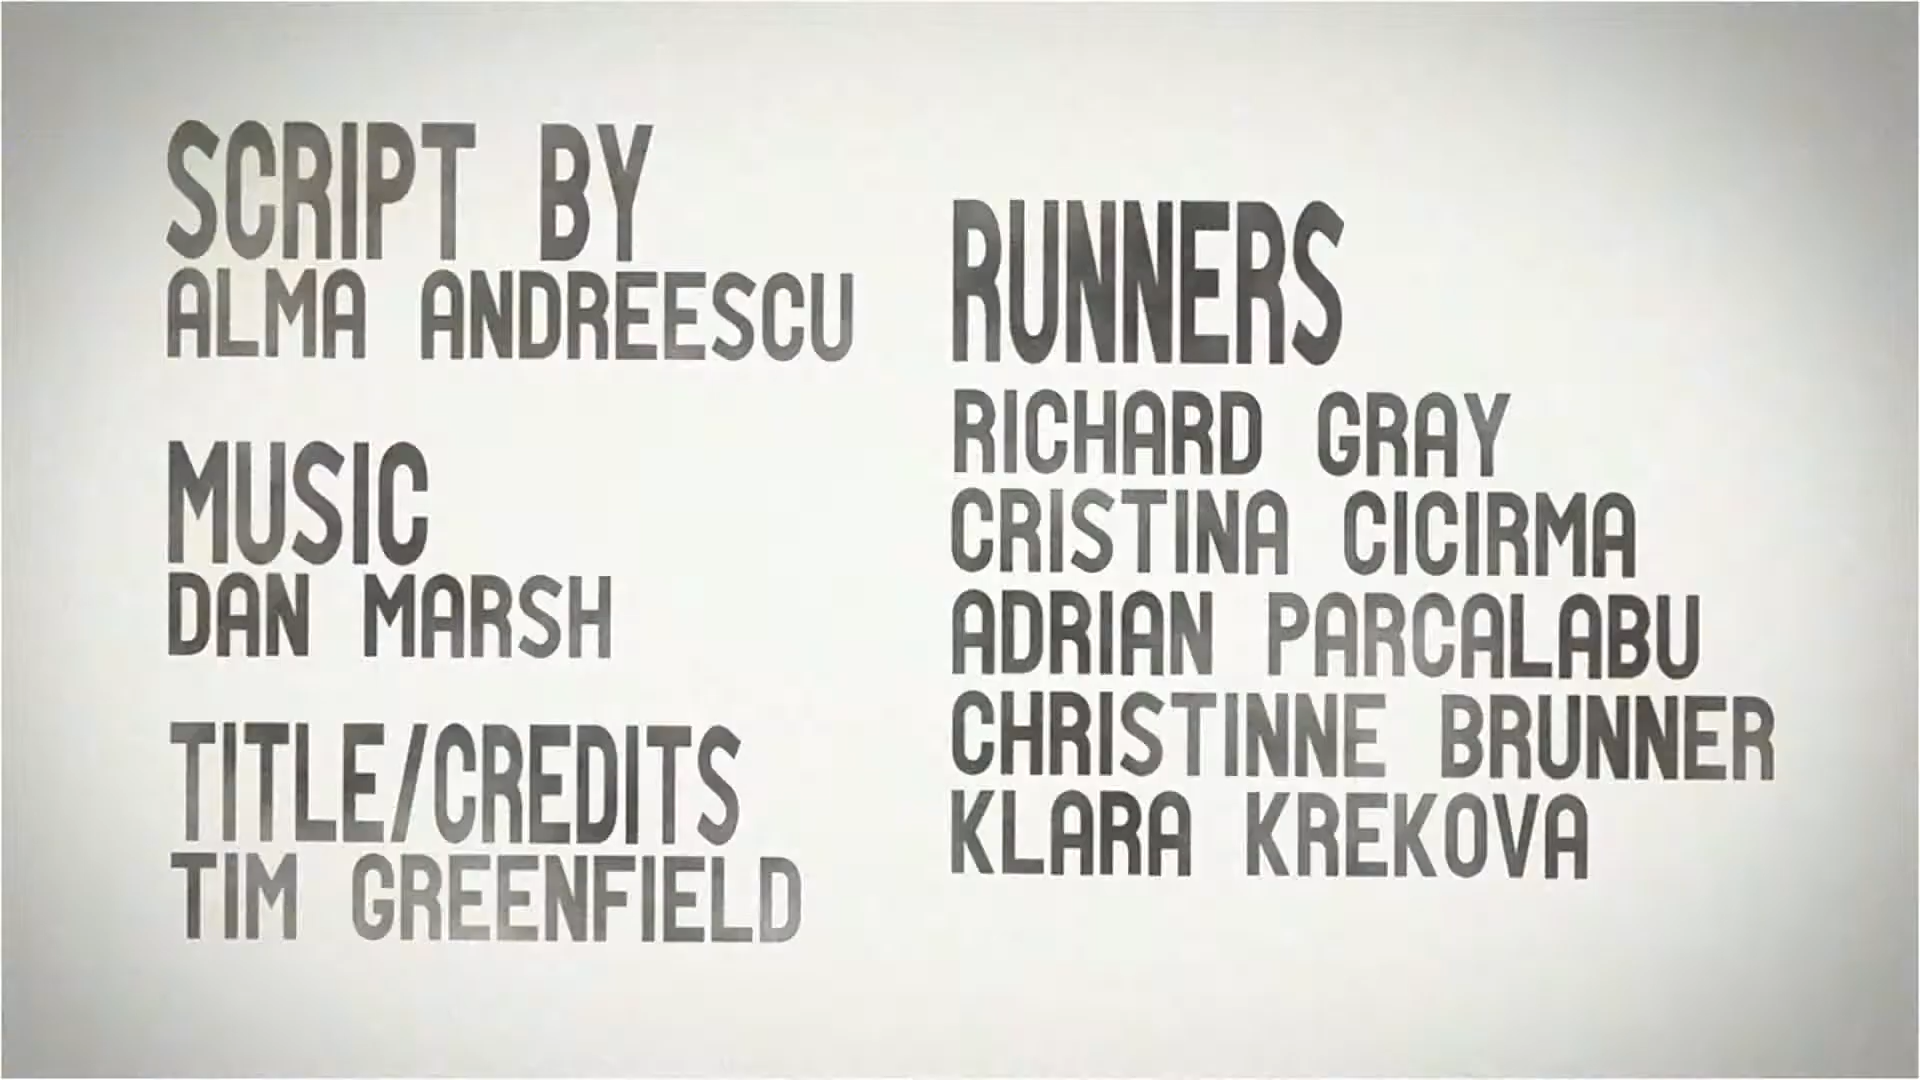 SCRIPT BY
ALMA ANDREESCU
MUSIC
DAN MARSH
TITLE/CREDITS
TIM GREENFIELD
RUNNERS
RICHARD GRAY
CRISTINA CICIRMA
ADRIAN PARCALABU
CHRISTINNE BRUNNER
KLARA KREKOVA